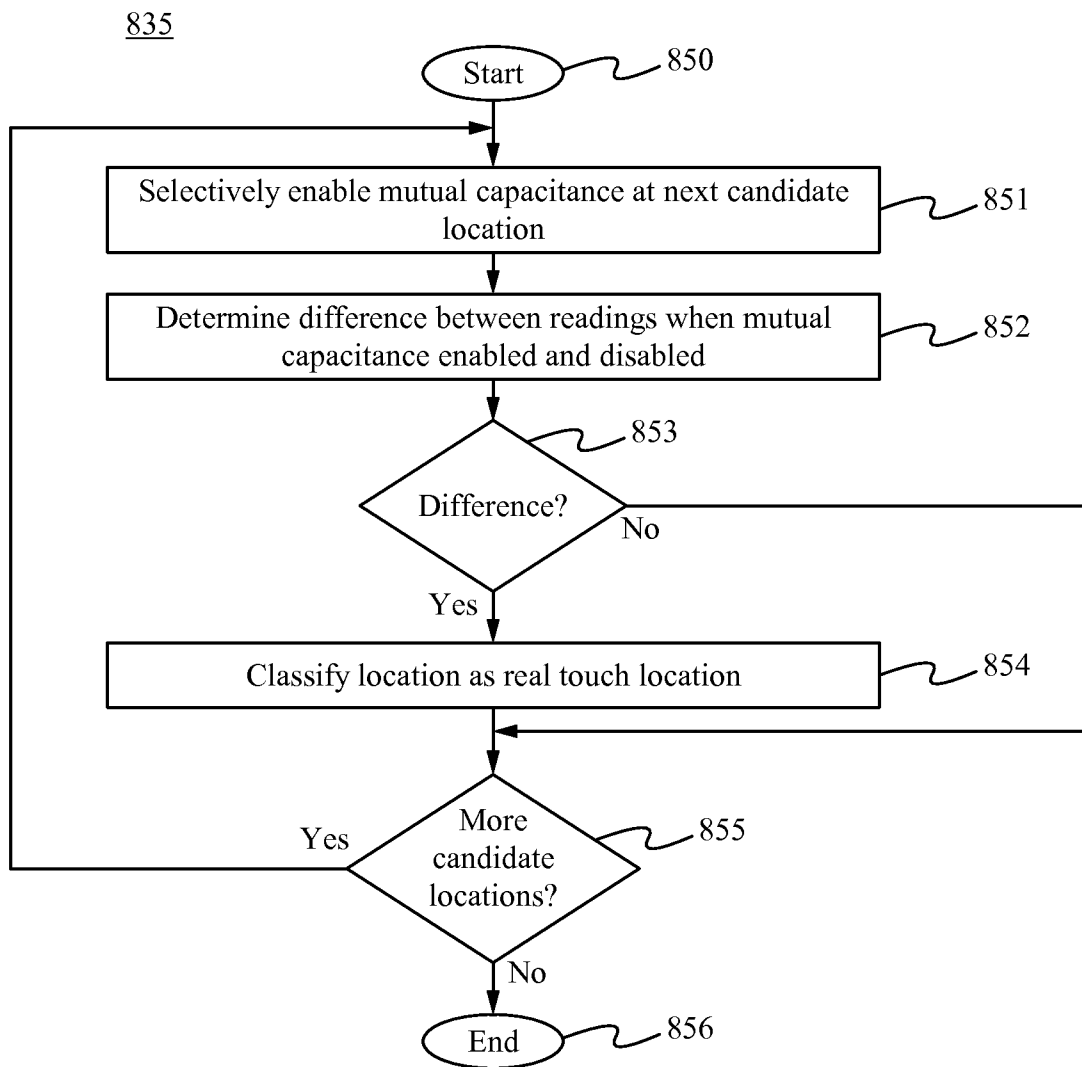 835
Start
850
Selectively enable mutual capacitance at next candidate
location
851
Determine difference between readings when mutual
capacitance enabled and disabled
852
853
Difference?
No
Yes
Classify location as real touch location
854
Yes
More
candidate
locations?
855
No
End
856